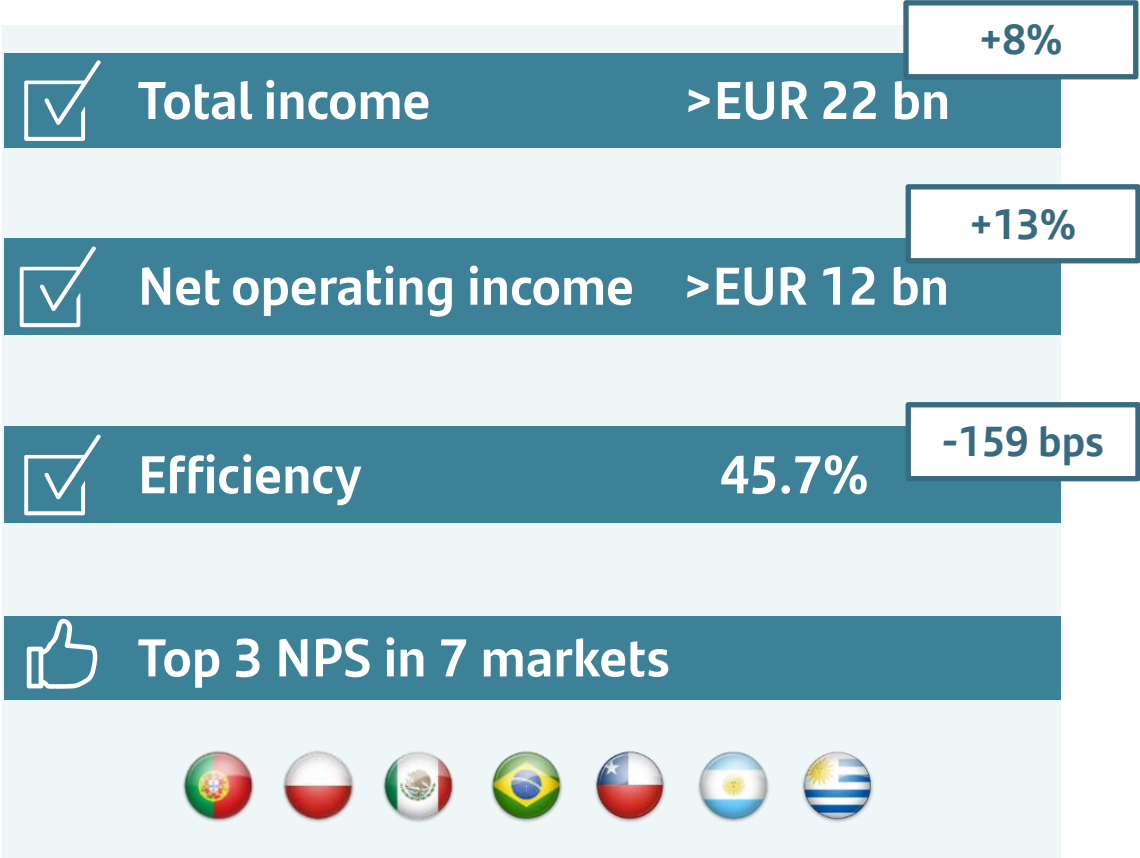 +8%
Total income >EUR 22 bn
+13%
Net operating income >EUR 12 bn
-159 bps
Efficiency 45.7%
Top 3 NPS in 7 markets